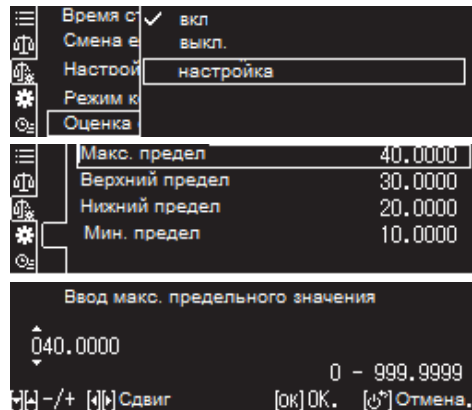 Время ст
вкл
Смена е
выкл.
Настрой
настройка
Режим к
Оценка
Макс. предел 40.0000
Верхний предел 30.0000
Нижний предел 20.0000
Мин. предел 10.0000
Ввод макс. предельного значения
040.0000
0 - 999.9999
-/+ Сдвиг [OK] OK. Отмена.